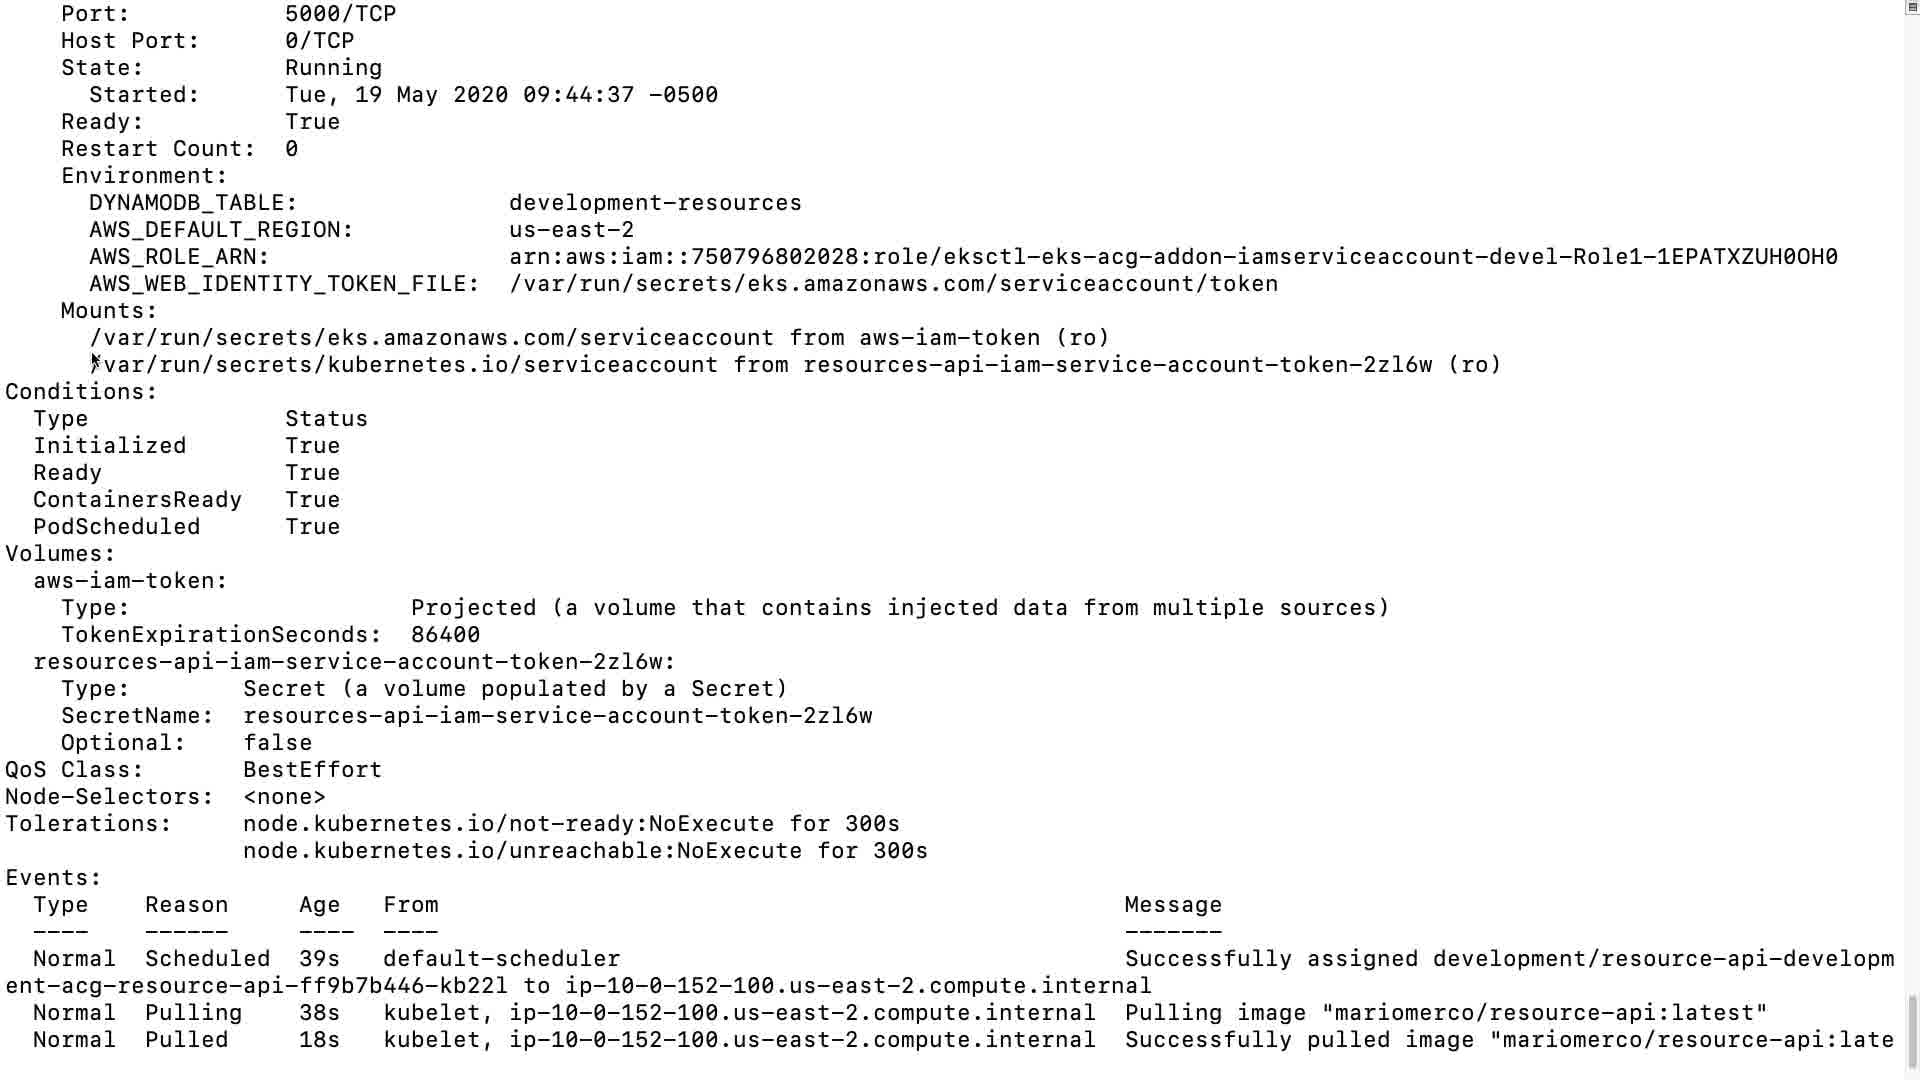 Port: 5000/TCP
Host Port: 0/TCP
State: Running
Started: Tue, 19 May 2020 09:44:37 -0500
Ready: True
Restart Count: 0
Environment:
DYNAMODB_TABLE: development-resources
AWS_DEFAULT_REGION: us-east-2
AWS_ROLE_ARN: arn:aws:iam::750796802028:role/eksctl-eks-acg-addon-iamserviceaccount-devel-Role1-1EPATXZUH0OH0
AWS_WEB_IDENTITY_TOKEN_FILE: /var/run/secrets/eks.amazonaws.com/serviceaccount/token
Mounts:
/var/run/secrets/eks.amazonaws.com/serviceaccount from aws-iam-token (ro)
/var/run/secrets/kubernetes.io/serviceaccount from resources-api-iam-service-account-token-2zl6w (ro)
Conditions:
Type Status
Initialized True
Ready True
ContainersReady True
PodScheduled True
Volumes:
aws-iam-token:
Type: Projected (a volume that contains injected data from multiple sources)
TokenExpirationSeconds: 86400
resources-api-iam-service-account-token-2zl6w:
Type: Secret (a volume populated by a Secret)
SecretName: resources-api-iam-service-account-token-2zl6w
Optional: false
QoS Class: BestEffort
Node-Selectors: <none>
Tolerations: node.kubernetes.io/not-ready:NoExecute for 300s
node.kubernetes.io/unreachable:NoExecute for 300s
Events:
Type Reason Age From Message
---- ------ ---- ---- -------
Normal Scheduled 39s default-scheduler Successfully assigned development/resource-api-developm
ent-acg-resource-api-ff9b7b446-kb22l to ip-10-0-152-100.us-east-2.compute.internal
Normal Pulling 38s kubelet, ip-10-0-152-100.us-east-2.compute.internal Pulling image "mariomerco/resource-api:latest"
Normal Pulled 18s kubelet, ip-10-0-152-100.us-east-2.compute.internal Successfully pulled image "mariomerco/resource-api:late